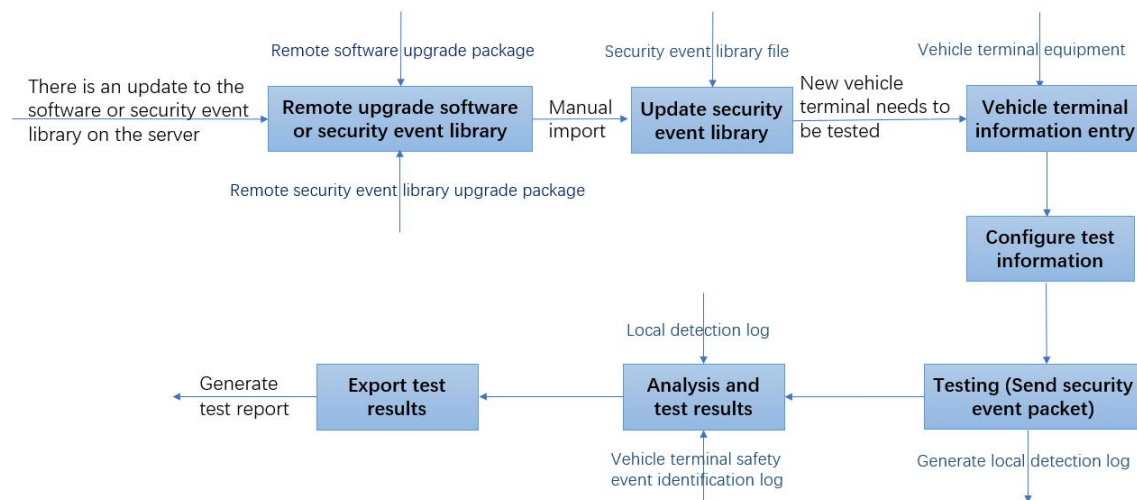 Remote software upgrade package
Security event library file
Vehicle terminal equipment
There is an update to the
software or security event
library on the server
Remote upgrade software
or security event library
Manual
import
Update security
event library
New vehicle
terminal needs to
be tested
Vehicle terminal
information entry
Remote security event library upgrade package
Configure test
information
Local detection log
Generate
test report
Export test
results
Analysis and
test results
Testing (Send security
event packet)
Vehicle terminal safety
event identification log
Generate local detection log